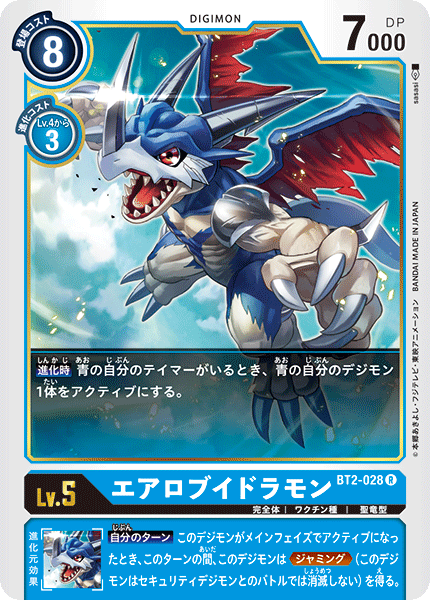 登場コスト
8
DIGIMON
DP
7000
進化コスト
Lv.4から
3
sasasi
©本郷あきよし・フジテレビ・東映アニメーション BANDAI MADE IN JAPAN
進化時 青の自分のテイマーがいるとき、青の自分のデジモン
1体をアクティブにする。
BT2-028 R
Lv.5
エアロブイドラモン
完全体 | ワクチン種 | 聖竜型
進化元効果
自分のターン このデジモンがメインフェイズでアクティブになっ
たとき、このターンの間、このデジモンは ジャミング (このデジ
モンはセキュリティデジモンとのバトルでは消滅しない) を得る。